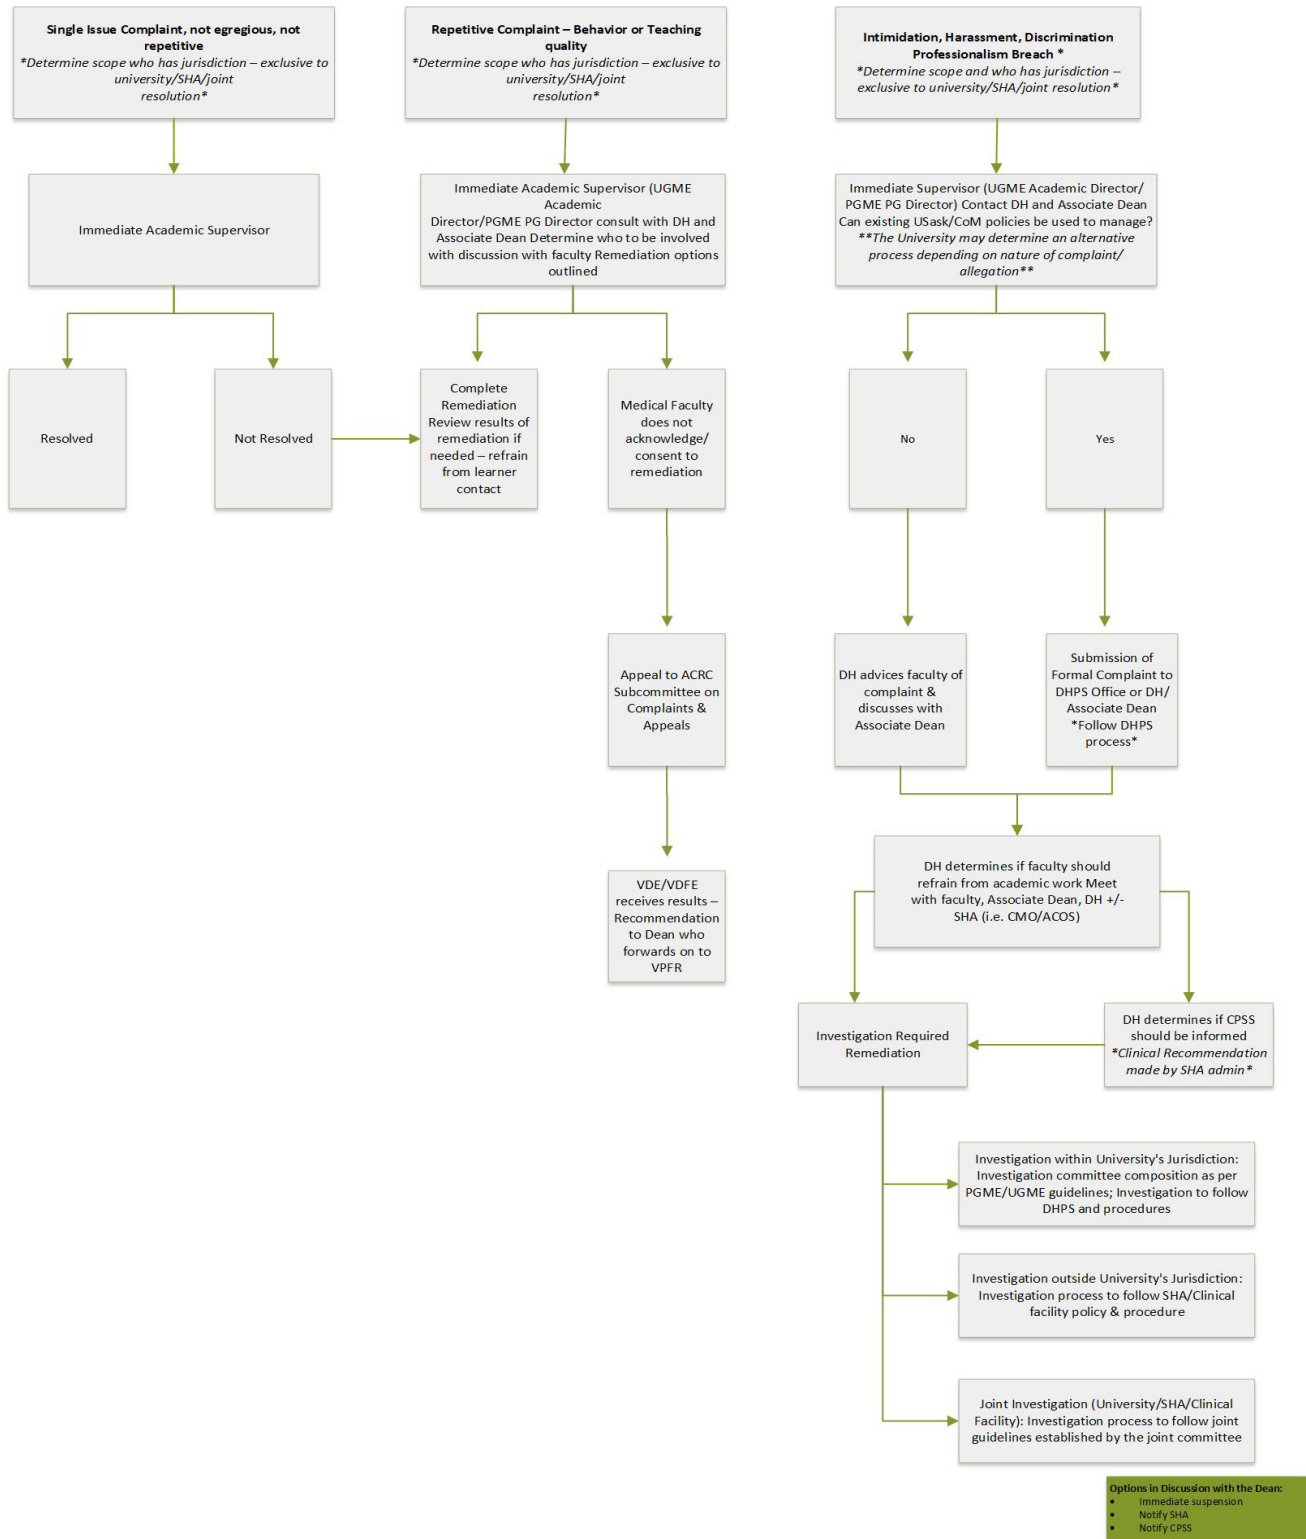 Single Issue Complaint, not egregious, not
repetitive
*Determine scope who has jurisdiction – exclusive to
university/SHA/joint
resolution*
Repetitive Complaint – Behavior or Teaching
quality
*Determine scope who has jurisdiction – exclusive to
university/SHA/joint
resolution*
Intimidation, Harassment, Discrimination
Professionalism Breach *
*Determine scope and who has jurisdiction –
exclusive to university/SHA/joint resolution*
Immediate Academic Supervisor
Immediate Academic Supervisor (UGME
Academic
Director/PGME PG Director consult with DH and
Associate Dean Determine who to be involved
with discussion with faculty Remediation options
outlined
Immediate Supervisor (UGME Academic Director/
PGME PG Director) Contact DH and Associate Dean
Can existing USask/CoM policies be used to manage?
**The University may determine an alternative
process depending on nature of complaint/
allegation**
Resolved
Not Resolved
Complete
Remediation
Review results of
remediation if
needed – refrain
from learner
contact
Medical Faculty
does not
acknowledge/
consent to
remediation
No
Yes
Appeal to ACRC
Subcommittee on
Complaints &
Appeals
DH advices faculty of
complaint &
discusses with
Associate Dean
Submission of
Formal Complaint to
DHPS Office or DH/
Associate Dean
*Follow DHPS
process*
VDE/VDFE
receives results –
Recommendation
to Dean who
forwards on to
VPFR
DH determines if faculty should
refrain from academic work Meet
with faculty, Associate Dean, DH +/-
SHA (i.e. CMO/ACOS)
Investigation Required
Remediation
DH determines if CPSS
should be informed
*Clinical Recommendation
made by SHA admin*
Investigation within University's Jurisdiction:
Investigation committee composition as per
PGME/UGME guidelines; Investigation to follow
DHPS and procedures
Investigation outside University's Jurisdiction:
Investigation process to follow SHA/Clinical
facility policy & procedure
Joint Investigation (University/SHA/Clinical
Facility): Investigation process to follow joint
guidelines established by the joint committee
Options in Discussion with the Dean:
• Immediate suspension
• Notify SHA
• Notify CPSS